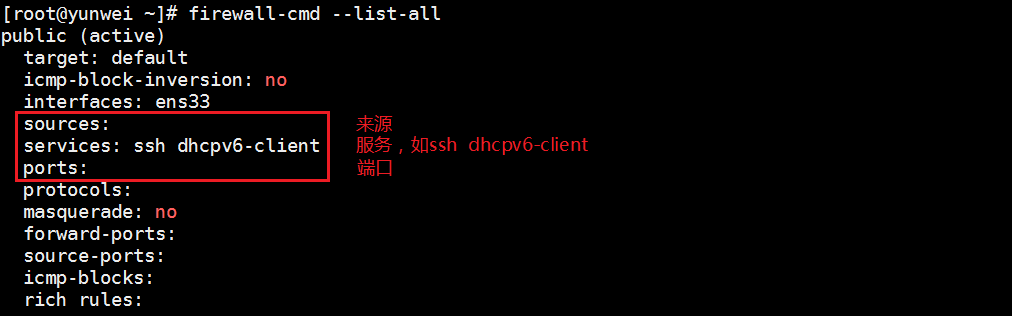 [root@yunwei ~]# firewall-cmd --list-all
public (active)
  target: default
  icmp-block-inversion: no
  interfaces: ens33
  sources: 来源
  services: ssh dhcpv6-client 服务，如ssh dhcpv6-client
  ports: 端口
  protocols:
  masquerade: no
  forward-ports:
  source-ports:
  icmp-blocks:
  rich rules: